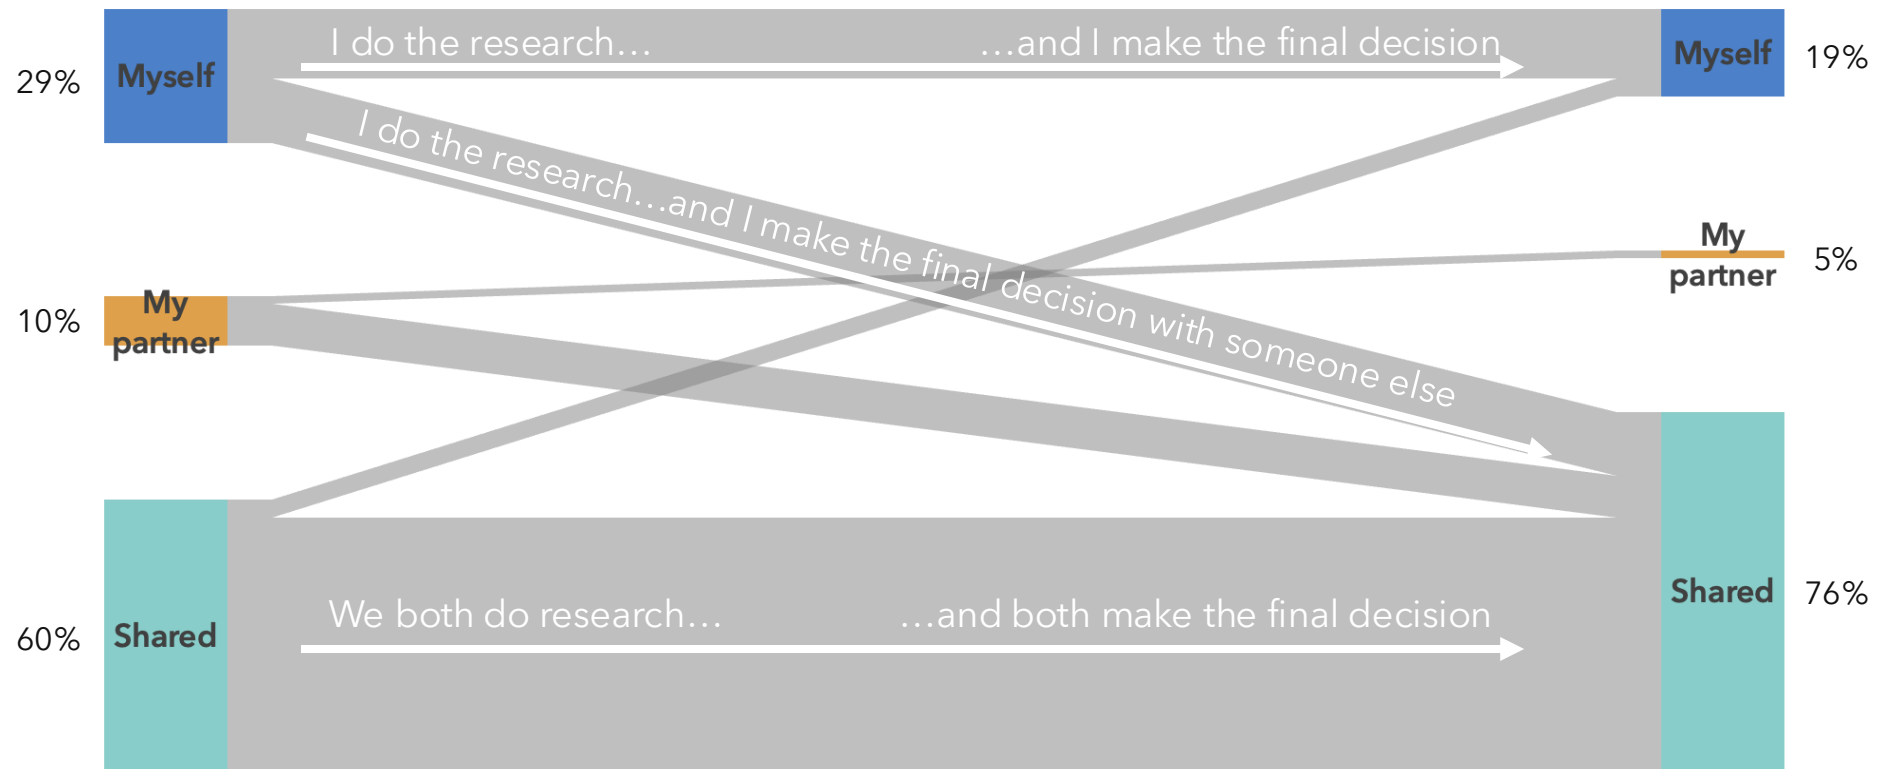 I do the research… …and I make the final decision
Myself
29%
Myself
19%
I do the research…and I make the final decision with someone else
My
partner
10%
My
partner
5%
Shared
60%
We both do research… …and both make the final decision
Shared
76%